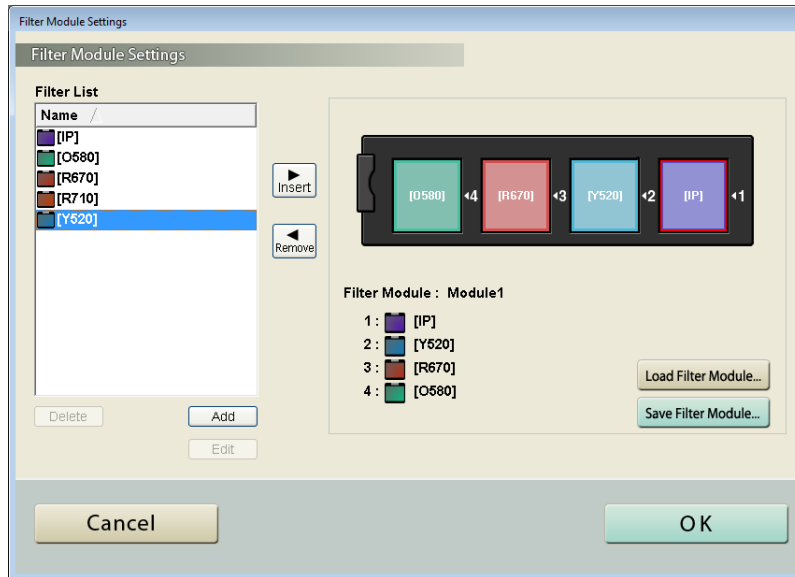 Filter Module Settings
Filter Module Settings
Filter List
Name
[IP]
[O580]
[R670]
[R710]
[Y520]
Insert
Remove
Delete
Add
Edit
[O580] 4 [R670] 3 [Y520] 2 [IP] 1
Filter Module : Module1
1 : [IP]
2 : [Y520]
3 : [R670]
4 : [O580]
Load Filter Module...
Save Filter Module...
Cancel
OK